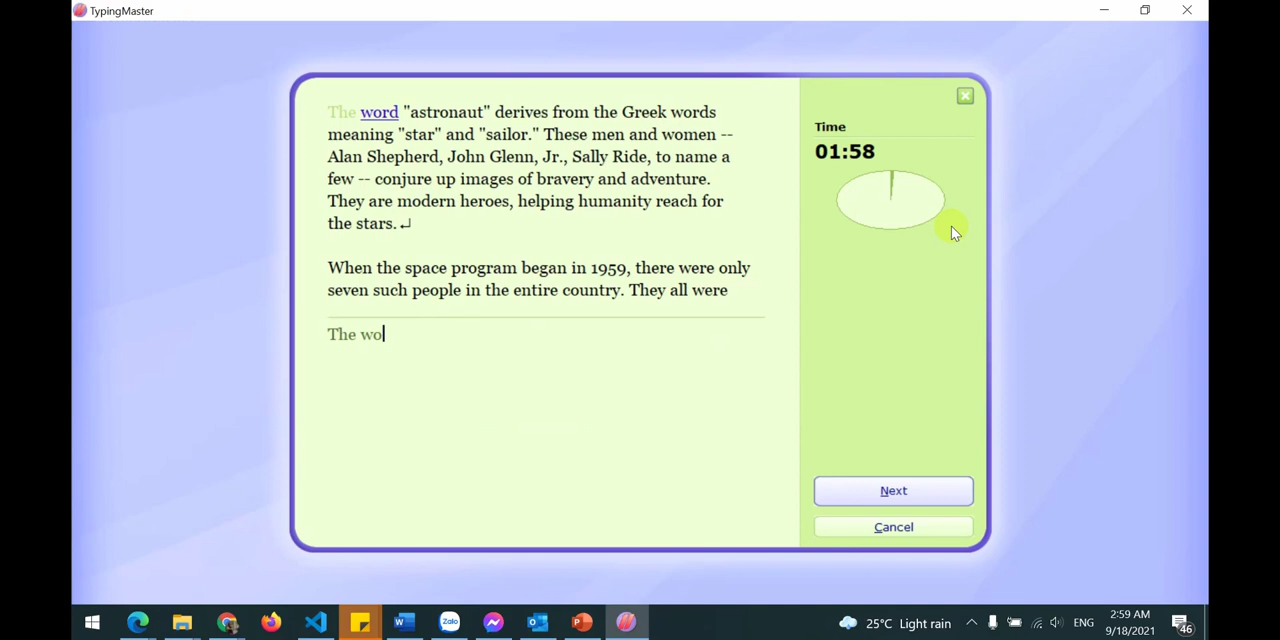 TypingMaster
The word "astronaut" derives from the Greek words
meaning "star" and "sailor." These men and women --
Alan Shepherd, John Glenn, Jr., Sally Ride, to name a
few -- conjure up images of bravery and adventure.
They are modern heroes, helping humanity reach for
the stars.↵
When the space program began in 1959, there were only
seven such people in the entire country. They all were
The wo
Time
01:58
Next
Cancel
Zalo
25°C Light rain
ENG
2:59 AM
9/18/2021
46